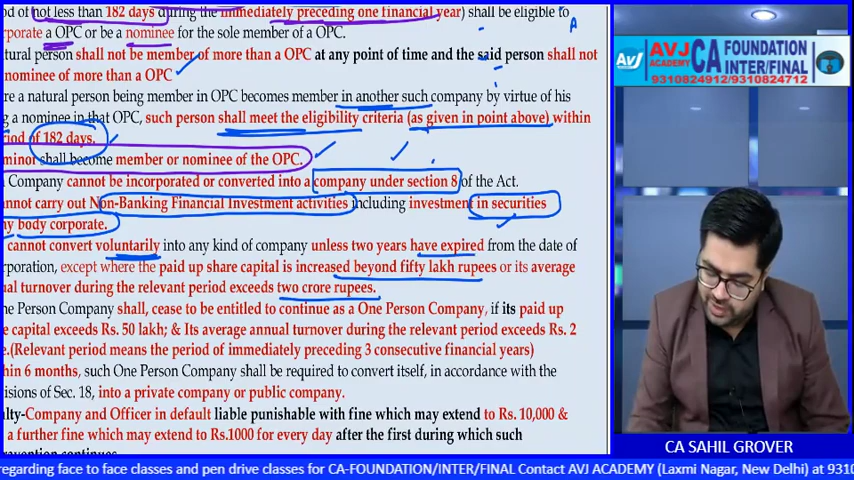 of not less than 182 days during the immediately preceding one financial year) shall be eligible to
rporate a OPC or be a nominee for the sole member of a OPC.
tural person shall not be member of more than a OPC at any point of time and the said person shall not
nominee of more than a OPC
re a natural person being member in OPC becomes member in another such company by virtue of his
g a nominee in that OPC, such person shall meet the eligibility criteria (as given in point above) within
riod of 182 days.
minor shall become member or nominee of the OPC.
Company cannot be incorporated or converted into a company under section 8 of the Act.
nnot carry out Non-Banking Financial Investment activities including investment in securities
ny body corporate.
cannot convert voluntarily into any kind of company unless two years have expired from the date of
rporation, except where the paid up share capital is increased beyond fifty lakh rupees or its average
ual turnover during the relevant period exceeds two crore rupees.
ne Person Company shall, cease to be entitled to continue as a One Person Company, if its paid up
e capital exceeds Rs. 50 lakh; & Its average annual turnover during the relevant period exceeds Rs. 2
e.(Relevant period means the period of immediately preceding 3 consecutive financial years)
hin 6 months, such One Person Company shall be required to convert itself, in accordance with the
isions of Sec. 18, into a private company or public company.
alty-Company and Officer in default liable punishable with fine which may extend to Rs. 10,000 &
a further fine which may extend to Rs.1000 for every day after the first during which such
A
AVJ
AVJ
ACADEMY
CA
FOUNDATION
INTER/FINAL
9310824912/9310824712
CA SAHIL GROVER
regarding face to face classes and pen drive classes for CA-FOUNDATION/INTER/FINAL Contact AVJ ACADEMY (Laxmi Nagar, New Delhi) at 9310